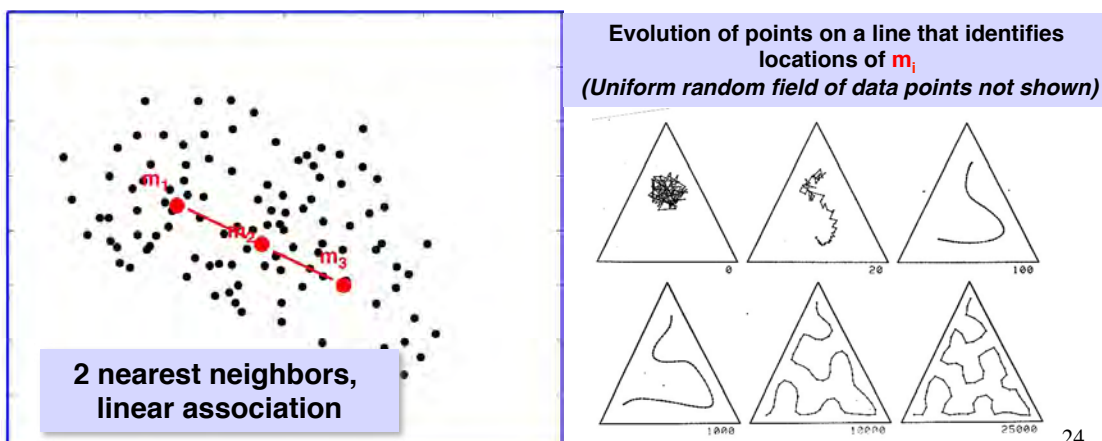 m1
m2
m3
2 nearest neighbors,
linear association
Evolution of points on a line that identifies
locations of mi
(Uniform random field of data points not shown)
0
20
100
1000
10000
25000
24